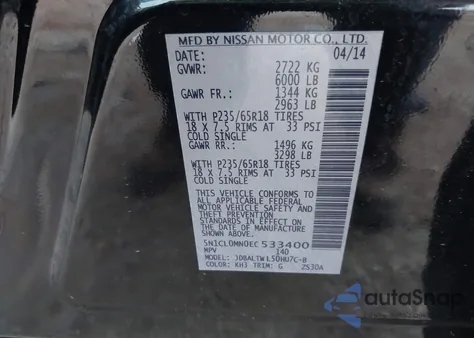 MFD BY NISSAN MOTOR CO., LTD.
DATE: 04/14
GVWR: 2722 KG
6000 LB
GAWR FR.: 1344 KG
2963 LB
WITH P235/65R18 TIRES
18 X 7.5 RIMS AT 33 PSI
COLD SINGLE
GAWR RR.: 1496 KG
3298 LB
WITH P235/65R18 TIRES
18 X 7.5 RIMS AT 33 PSI
COLD SINGLE
THIS VEHICLE CONFORMS TO
ALL APPLICABLE FEDERAL MOTOR
VEHICLE SAFETY STANDARDS
IN EFFECT ON THE DATE OF
MANUFACTURE SHOWN ABOVE.
5N1CL0MN0EC533400
MPV 140
MODEL: JDBALTWL50HU7C-B
COLOR: KH3 TRIM: G ZS30A
autoSnap